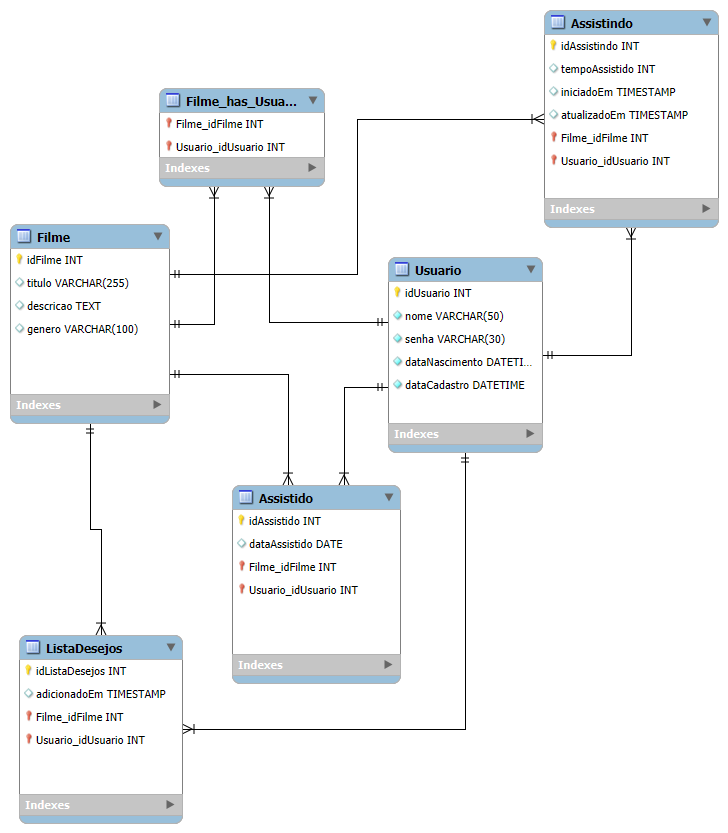 Assistindo
idAssistindo INT
tempoAssistido INT
iniciadoEm TIMESTAMP
atualizadoEm TIMESTAMP
Filme_idFilme INT
Usuario_idUsuario INT
Indexes
Filme_has_Usua...
Filme_idFilme INT
Usuario_idUsuario INT
Indexes
Filme
idFilme INT
titulo VARCHAR(255)
descricao TEXT
genero VARCHAR(100)
Indexes
Usuario
idUsuario INT
nome VARCHAR(50)
senha VARCHAR(30)
dataNascimento DATETI...
dataCadastro DATETIME
Indexes
Assistido
idAssistido INT
dataAssistido DATE
Filme_idFilme INT
Usuario_idUsuario INT
Indexes
ListaDesejos
idListaDesejos INT
adicionadoEm TIMESTAMP
Filme_idFilme INT
Usuario_idUsuario INT
Indexes